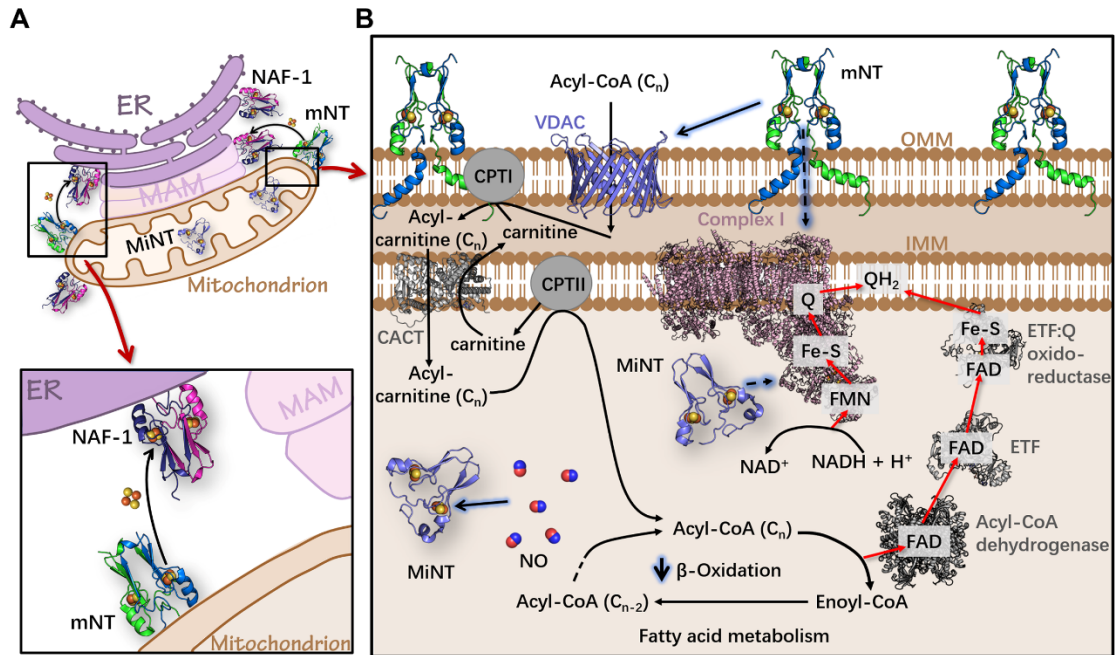 A
NAF-1
ER
mNT
MAM
MiNT
Mitochondrion
ER
MAM
NAF-1
mNT
Mitochondrion
B
Acyl-CoA (Cn)
mNT
VDAC
OMM
CPTI
Acyl-
carnitine (Cn)
carnitine
Complex I
IMM
CPTII
Q
QH2
CACT
carnitine
Fe-S
Fe-S
ETF:Q
oxido-
reductase
FAD
Acyl-
carnitine (Cn)
MiNT
FMN
NAD+
NADH + H+
FAD
ETF
MiNT
NO
Acyl-CoA (Cn)
FAD
Acyl-CoA
dehydrogenase
β-Oxidation
Acyl-CoA (Cn-2)
Enoyl-CoA
Fatty acid metabolism